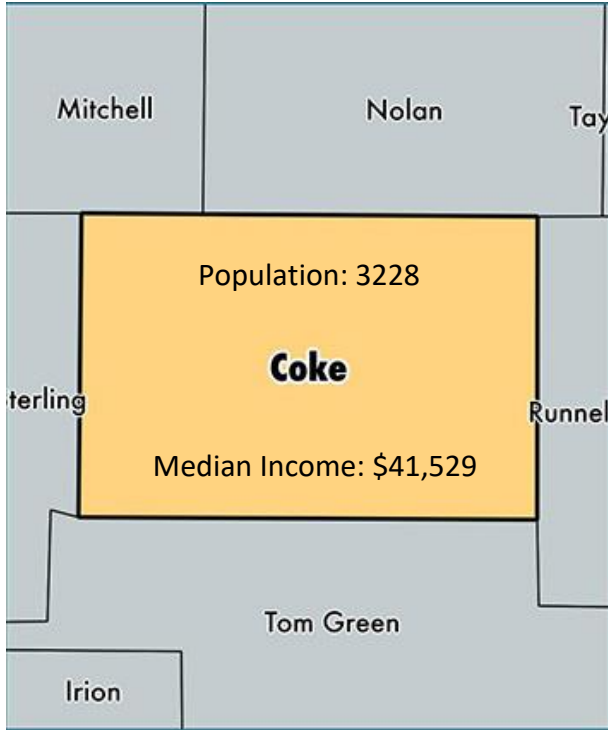 Mitchell
Nolan
Tay
Population: 3228
Coke
terling
Runnel
Median Income: $41,529
Tom Green
Irion